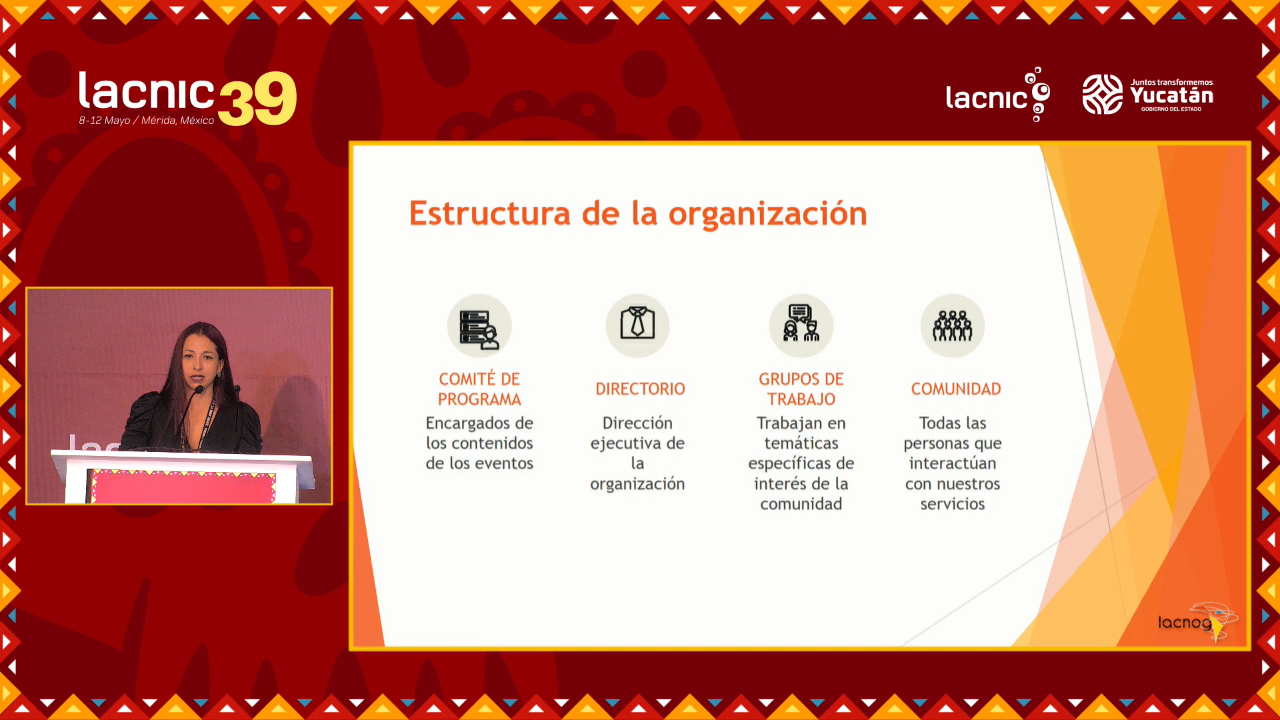 lacnic39
8-12 Mayo / Mérida, México
lacnic
Juntos transformemos
Yucatán
GOBIERNO DEL ESTADO
Estructura de la organización
COMITÉ DE
PROGRAMA
Encargados de
los contenidos
de los eventos
DIRECTORIO
Dirección
ejecutiva de
la
organización
GRUPOS DE
TRABAJO
Trabajan en
temáticas
específicas de
interés de la
comunidad
COMUNIDAD
Todas las
personas que
interactúan
con nuestros
servicios
lacnog